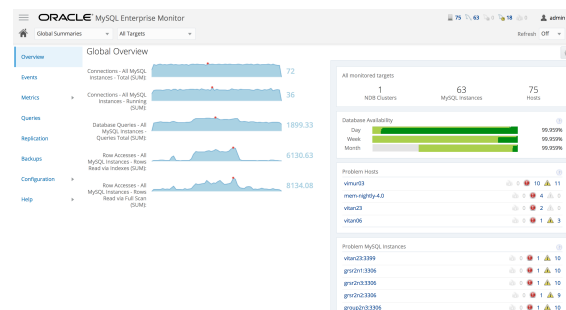 ORACLE MySQL Enterprise Monitor
75 63 0 18 0 admin
Global Summaries All Targets Refresh Off
Overview
Events
Metrics
Queries
Replication
Backups
Configuration
Help
Global Overview
Connections - All MySQL
Instances - Total (SUM):
72
Connections - All MySQL
Instances - Running
(SUM):
36
Database Queries - All
MySQL Instances -
Queries Total (SUM):
1899.33
Row Accesses - All
MySQL Instances - Rows
Read via Indexes (SUM):
6130.63
Row Accesses - All
MySQL Instances - Rows
Read via Full Scan
(SUM):
8134.08
All monitored targets
1 63 75
NDB Clusters MySQL Instances Hosts
Database Availability
Day 99.959%
Week 99.959%
Month 99.959%
Problem Hosts
vimur03 0 10 11
mem-nightly-4.0 0 4 0
vitan23 0 2 0
vitan06 0 1 3
Problem MySQL Instances
vitan23:3399 0 1 10
grsr2n1:3306 0 1 10
grsr2n3:3306 0 1 10
grsr2n2:3306 0 1 9
group2n3:3306 0 1 10